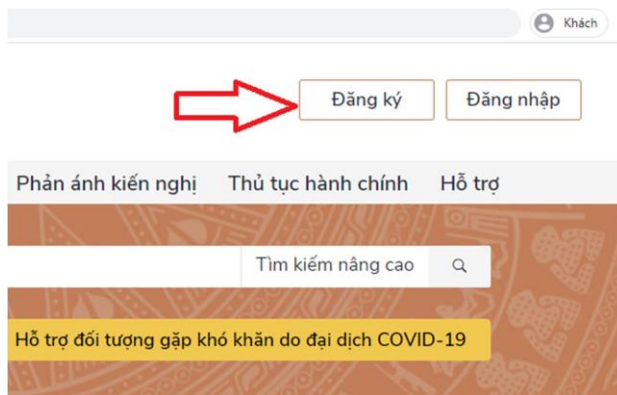 Khách
Đăng ký
Đăng nhập
Phản ánh kiến nghị
Thủ tục hành chính
Hỗ trợ
Tìm kiếm nâng cao
Hỗ trợ đối tượng gặp khó khăn do đại dịch COVID-19